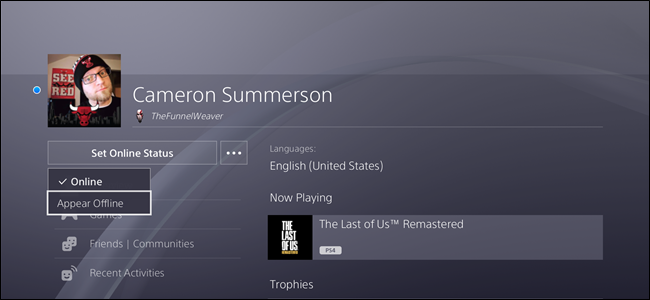 SEE
RED
Cameron Summerson
TheFunnelWeaver
Set Online Status
•••
✓ Online
Appear Offline
Games
Friends | Communities
Recent Activities
Languages:
English (United States)
Now Playing
THE
LAST
OF US
REMASTERED
The Last of Us™ Remastered
PS4
Trophies